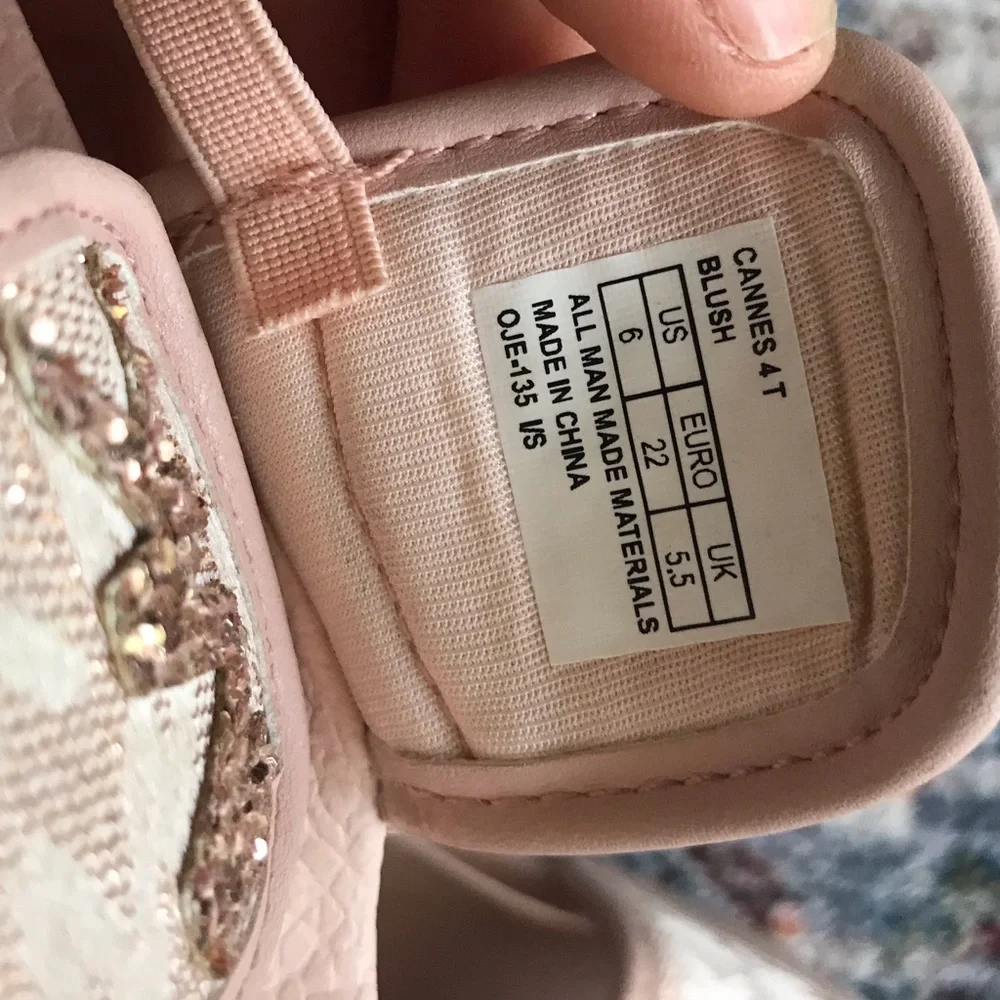 CANNES 4 T
BLUSH
US EURO UK
6 22 5.5
ALL MAN MADE MATERIALS
MADE IN CHINA
OJE-135 I/S